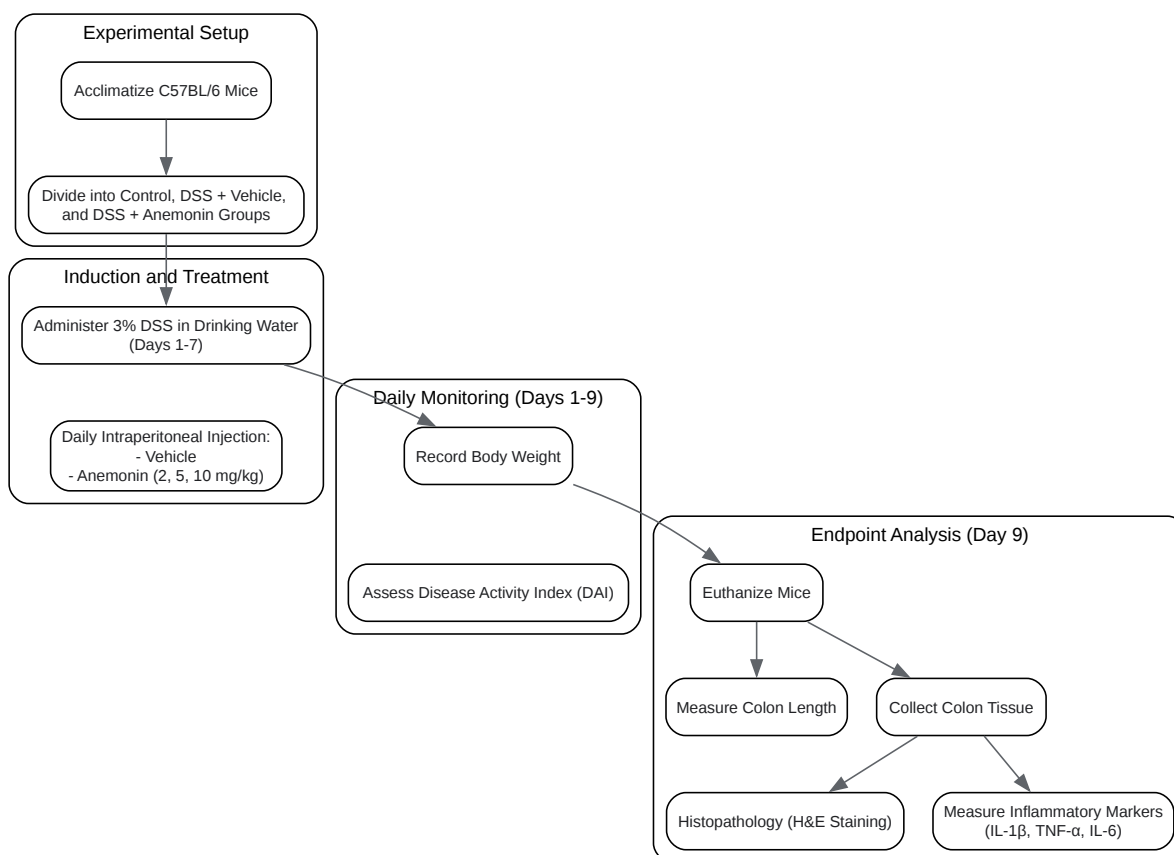 Experimental Setup
Acclimatize C57BL/6 Mice
Divide into Control, DSS + Vehicle,
and DSS + Anemonin Groups
Induction and Treatment
Administer 3% DSS in Drinking Water
(Days 1-7)
Daily Intraperitoneal Injection:
- Vehicle
- Anemonin (2, 5, 10 mg/kg)
Daily Monitoring (Days 1-9)
Record Body Weight
Assess Disease Activity Index (DAI)
Endpoint Analysis (Day 9)
Euthanize Mice
Measure Colon Length
Collect Colon Tissue
Histopathology (H&E Staining)
Measure Inflammatory Markers
(IL-1β, TNF-α, IL-6)